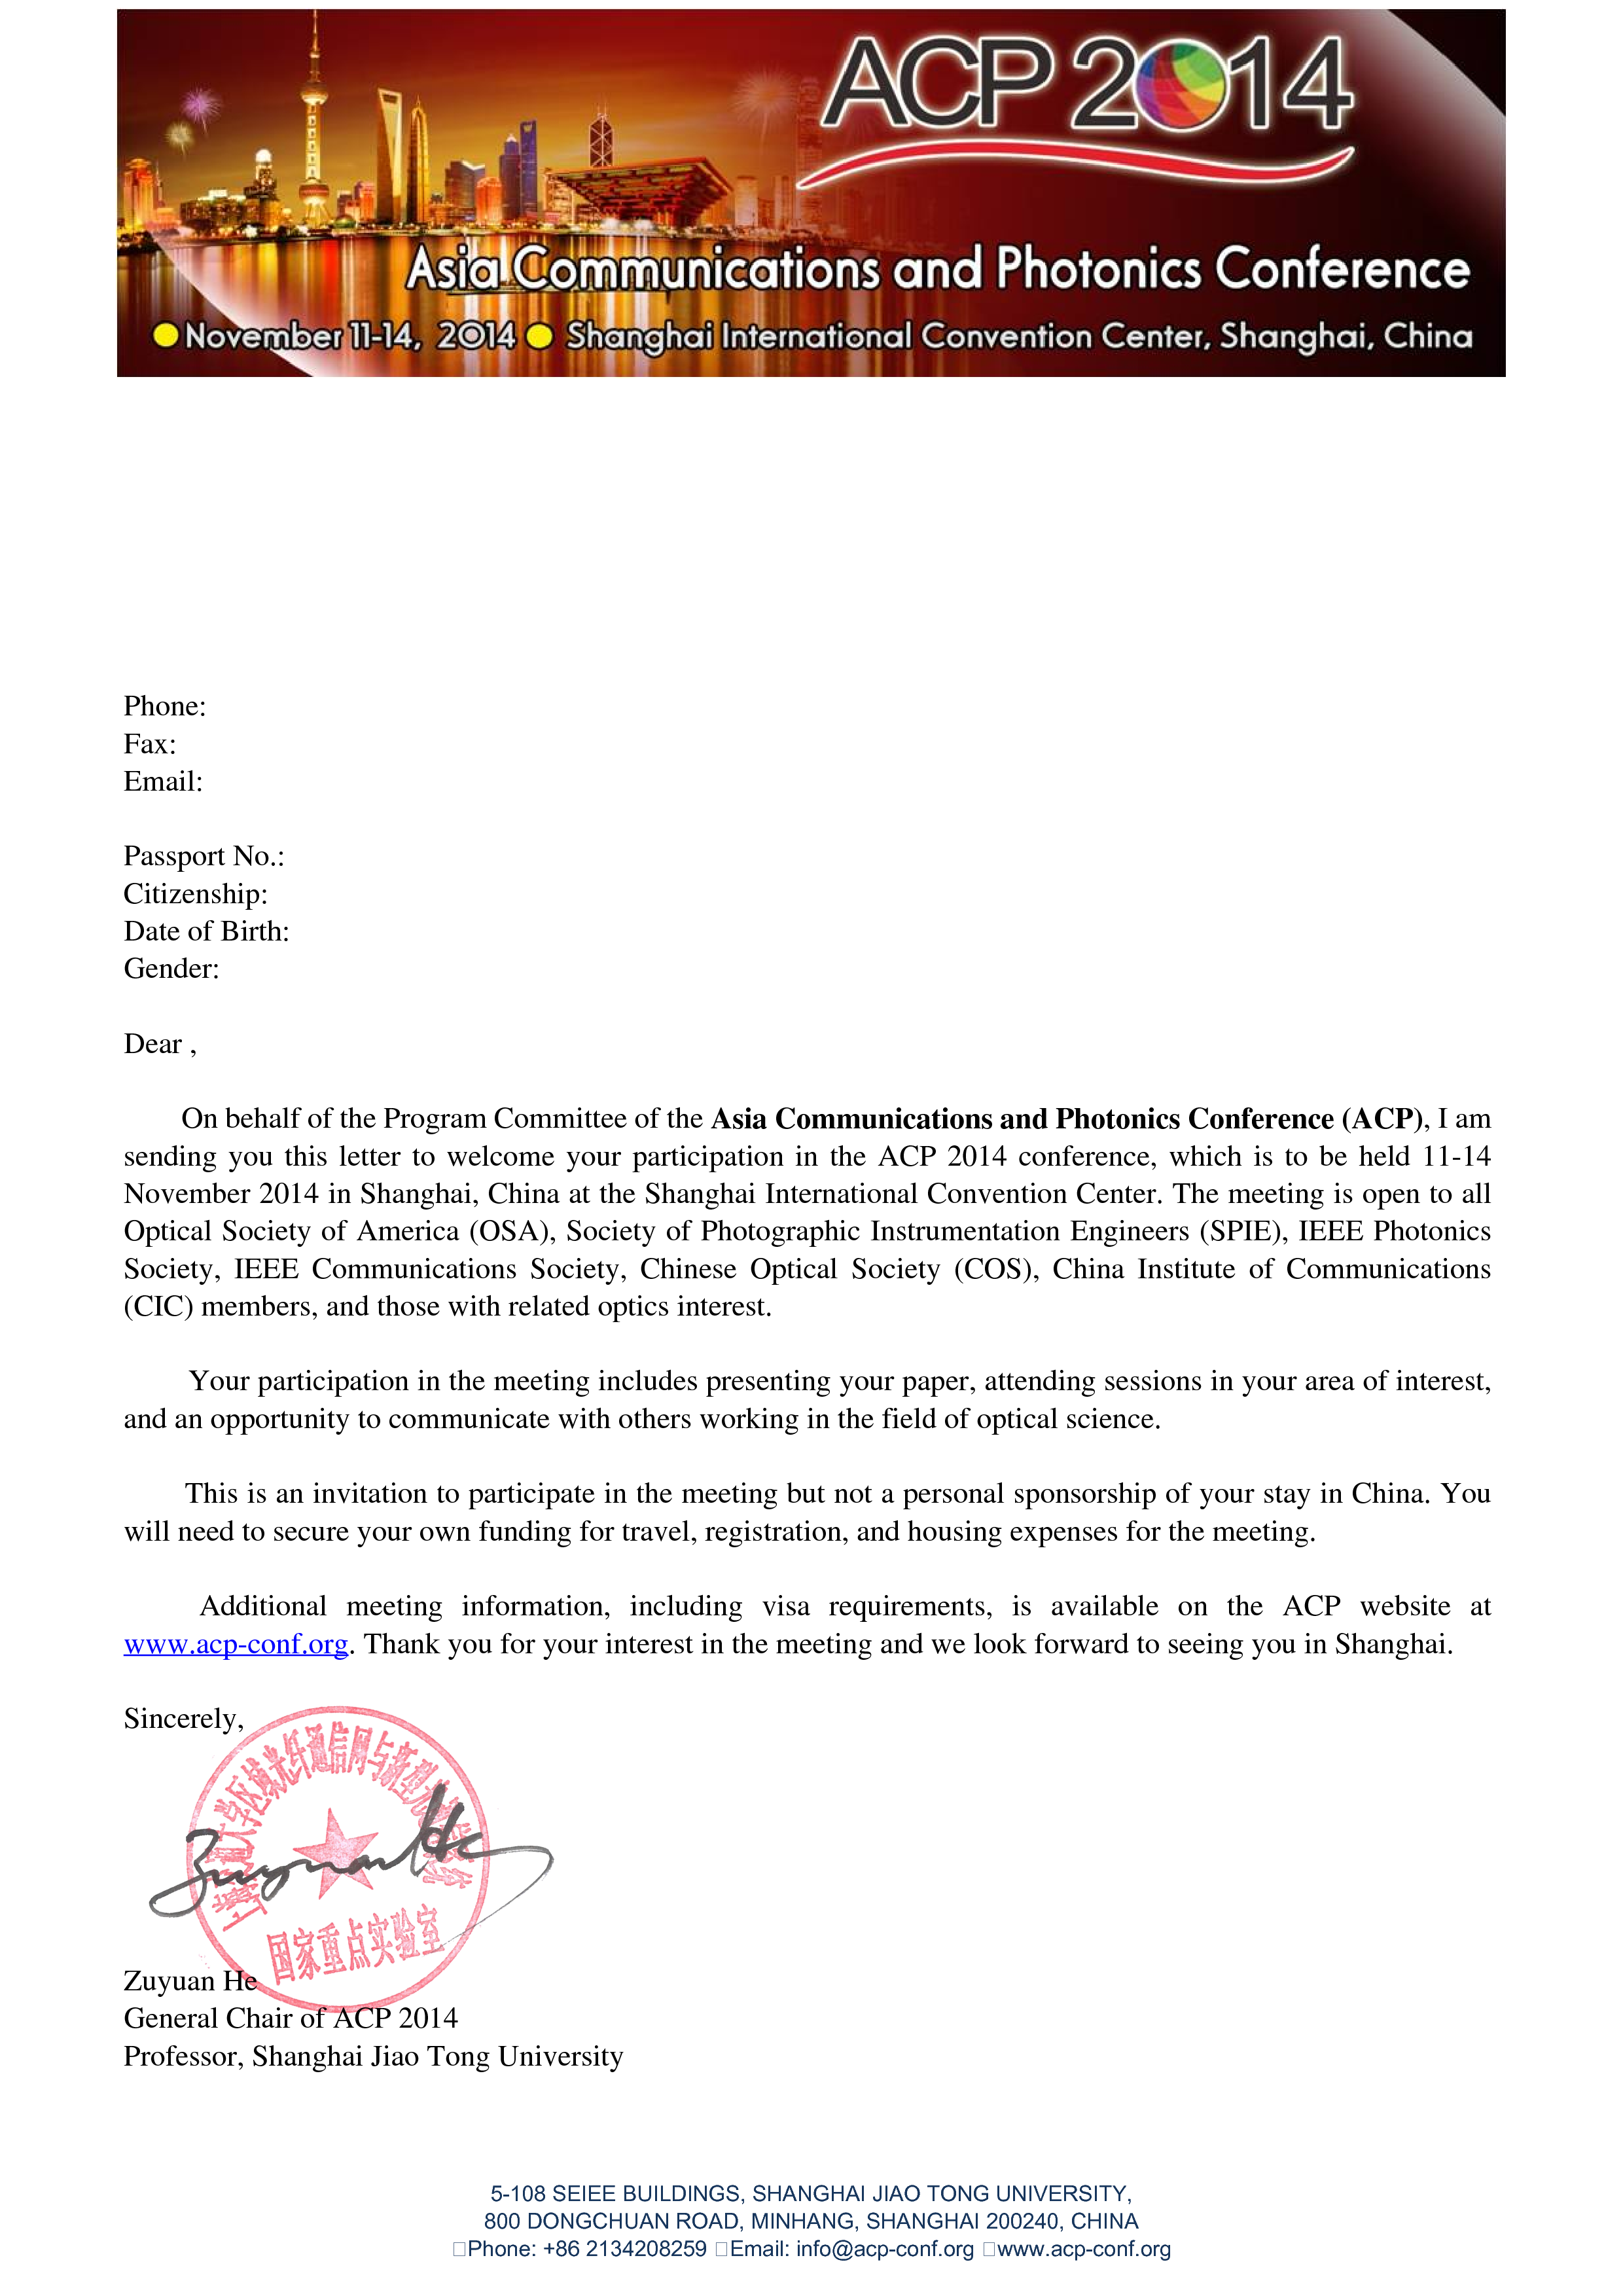 ACP 2014
Asia Communications and Photonics Conference
November 11-14, 2014 Shanghai International Convention Center, Shanghai, China
Phone:
Fax:
Email:
Passport No.:
Citizenship:
Date of Birth:
Gender:
Dear ,
On behalf of the Program Committee of the Asia Communications and Photonics Conference (ACP), I am
sending you this letter to welcome your participation in the ACP 2014 conference, which is to be held 11-14
November 2014 in Shanghai, China at the Shanghai International Convention Center. The meeting is open to all
Optical Society of America (OSA), Society of Photographic Instrumentation Engineers (SPIE), IEEE Photonics
Society, IEEE Communications Society, Chinese Optical Society (COS), China Institute of Communications
(CIC) members, and those with related optics interest.
Your participation in the meeting includes presenting your paper, attending sessions in your area of interest,
and an opportunity to communicate with others working in the field of optical science.
This is an invitation to participate in the meeting but not a personal sponsorship of your stay in China. You
will need to secure your own funding for travel, registration, and housing expenses for the meeting.
Additional meeting information, including visa requirements, is available on the ACP website at
www.acp-conf.org. Thank you for your interest in the meeting and we look forward to seeing you in Shanghai.
Sincerely,
大学区域光纤通信网与新型光
国家重点实验室
Zuyuan He
Zuyuan He
General Chair of ACP 2014
Professor, Shanghai Jiao Tong University
5-108 SEIEE BUILDINGS, SHANGHAI JIAO TONG UNIVERSITY,
800 DONGCHUAN ROAD, MINHANG, SHANGHAI 200240, CHINA
□Phone: +86 2134208259 □Email: info@acp-conf.org □www.acp-conf.org